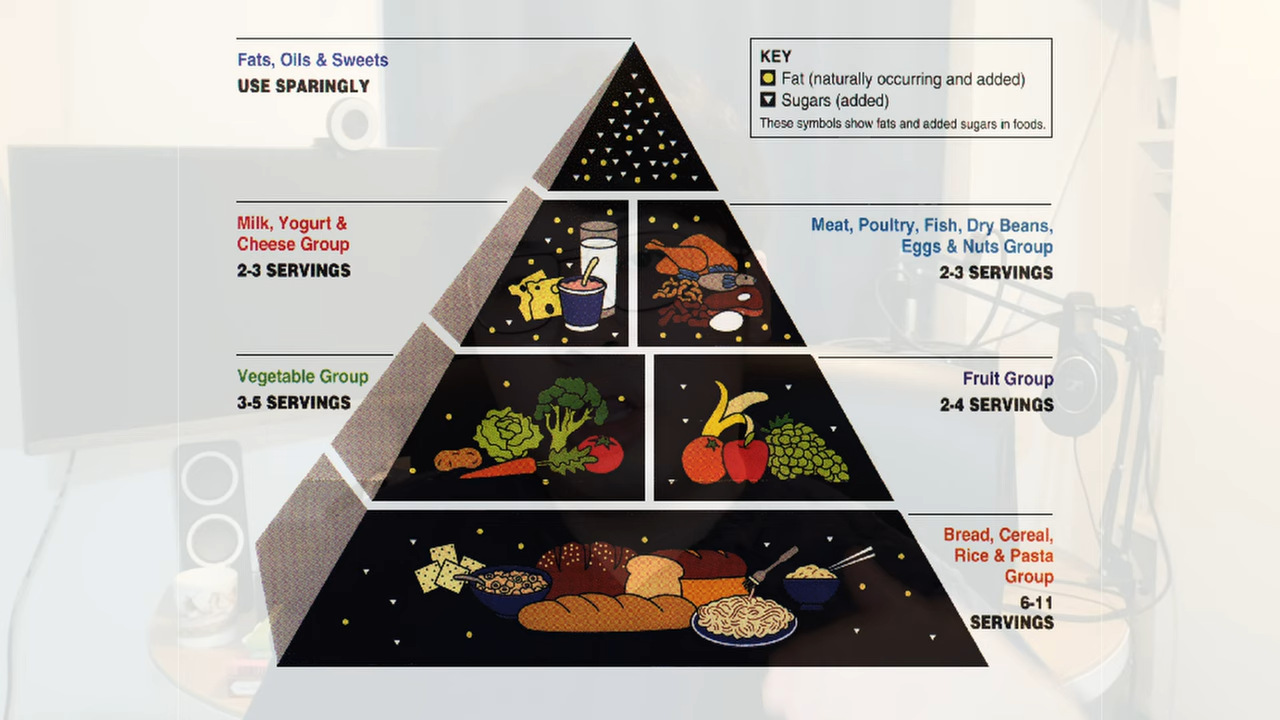 Fats, Oils & Sweets
USE SPARINGLY
KEY
Fat (naturally occurring and added)
Sugars (added)
These symbols show fats and added sugars in foods.
Milk, Yogurt &
Cheese Group
2-3 SERVINGS
Meat, Poultry, Fish, Dry Beans,
Eggs & Nuts Group
2-3 SERVINGS
Vegetable Group
3-5 SERVINGS
Fruit Group
2-4 SERVINGS
Bread, Cereal,
Rice & Pasta
Group
6-11
SERVINGS